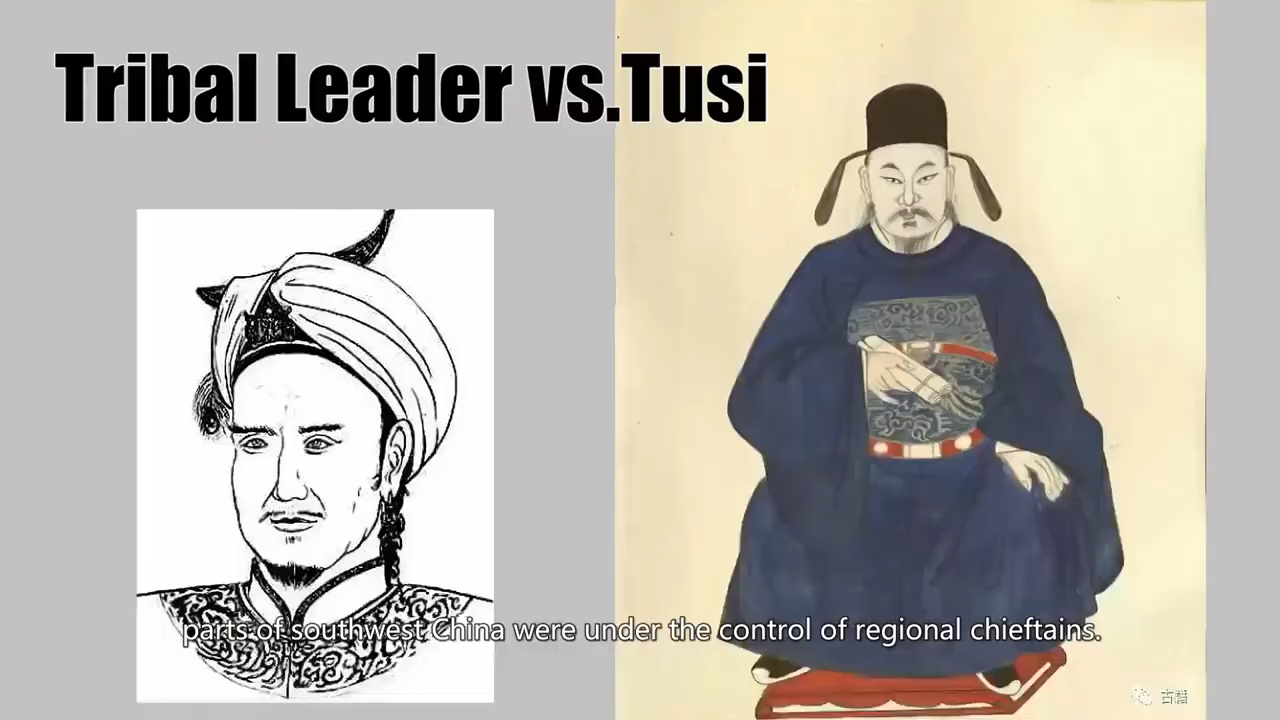 Tribal Leader vs.Tusi
parts of southwest China were under the control of regional chieftains.
古籍